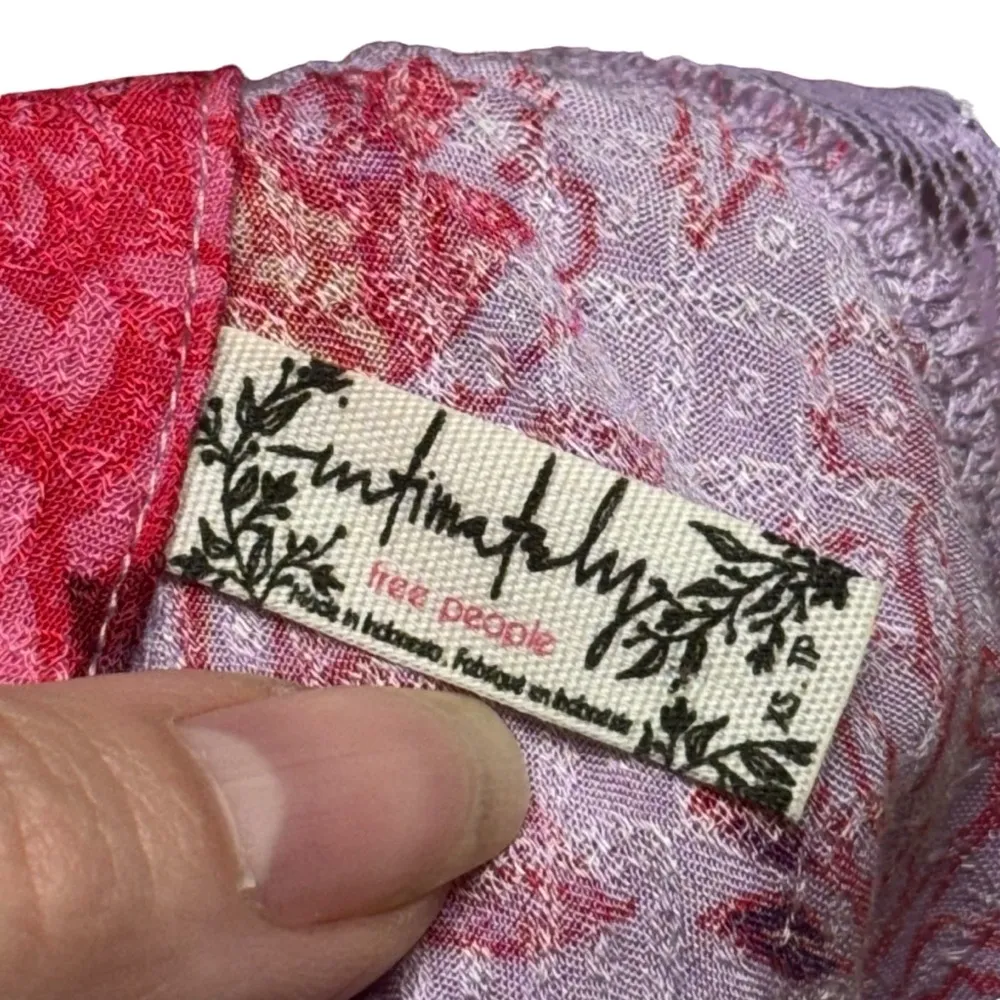 intimately
free people
Made in Indonesia. Fabriqué en Indonésie
XS. TP